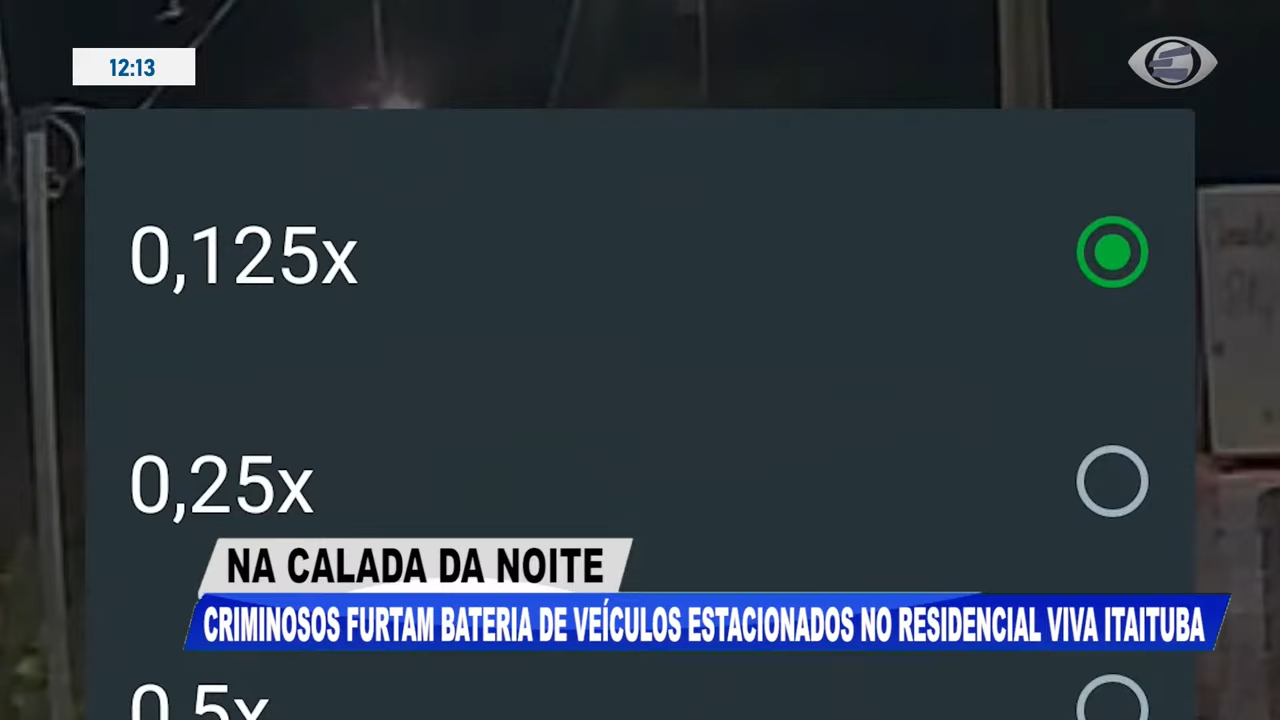 12:13
0,125x
0,25x
NA CALADA DA NOITE
CRIMINOSOS FURTAM BATERIA DE VEÍCULOS ESTACIONADOS NO RESIDENCIAL VIVA ITAITUBA
0,5x